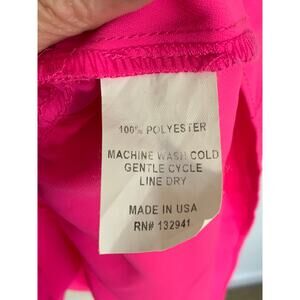 100% POLYESTER
MACHINE WASH COLD
GENTLE CYCLE
LINE DRY
MADE IN USA
RN# 132941